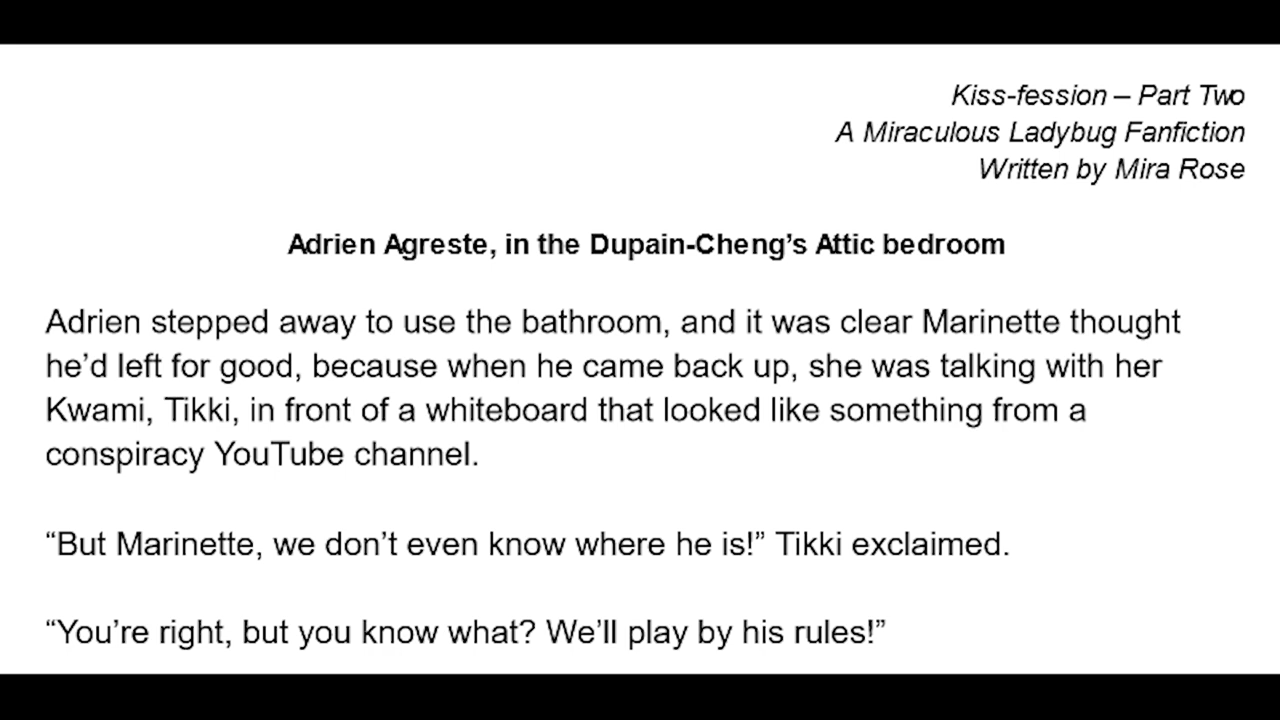 Kiss-fession – Part Two
A Miraculous Ladybug Fanfiction
Written by Mira Rose
Adrien Agreste, in the Dupain-Cheng’s Attic bedroom
Adrien stepped away to use the bathroom, and it was clear Marinette thought
he’d left for good, because when he came back up, she was talking with her
Kwami, Tikki, in front of a whiteboard that looked like something from a
conspiracy YouTube channel.
“But Marinette, we don’t even know where he is!” Tikki exclaimed.
“You’re right, but you know what? We’ll play by his rules!”